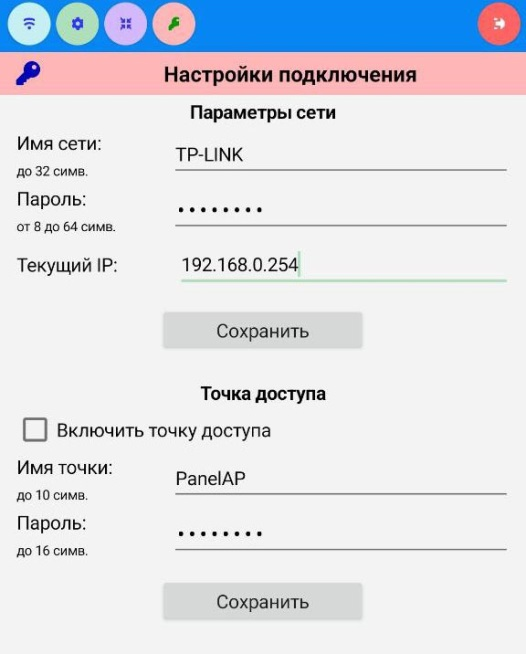 Настройки подключения
Параметры сети
Имя сети:
до 32 симв.
TP-LINK
Пароль:
от 8 до 64 симв.
••••••••
Текущий IP:
192.168.0.254
Сохранить
Точка доступа
Включить точку доступа
Имя точки:
до 10 симв.
PanelAP
Пароль:
до 16 симв.
••••••••
Сохранить